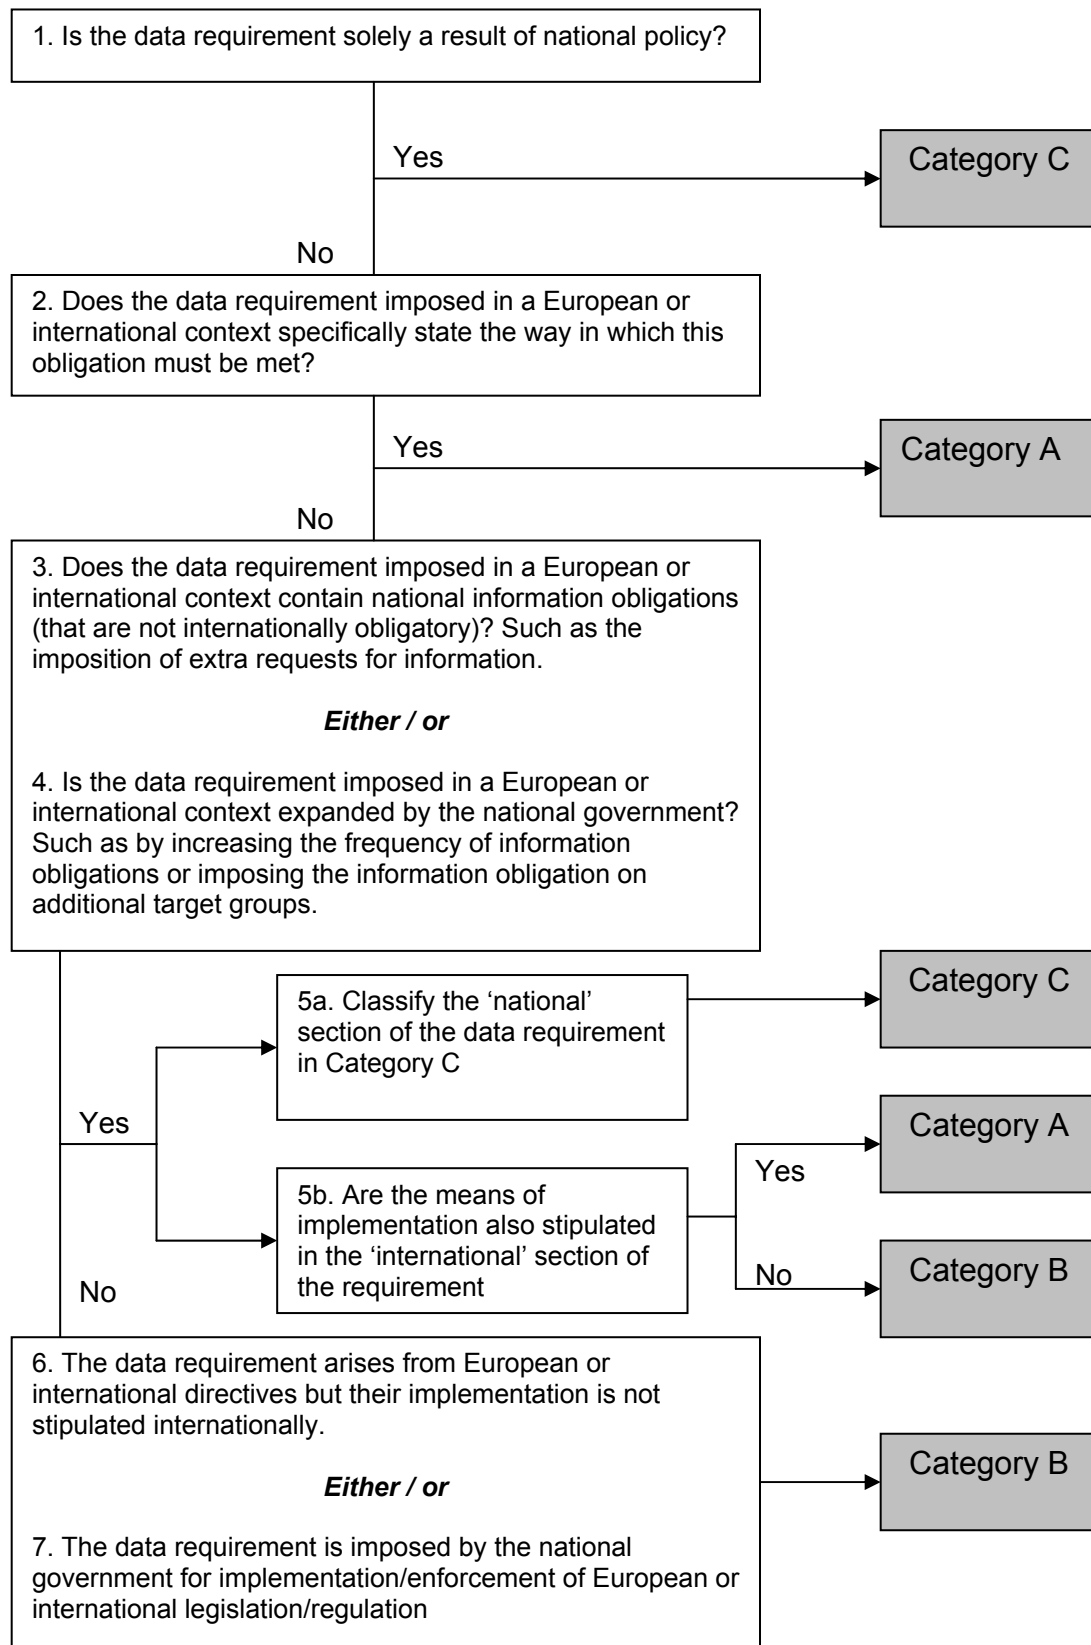 1. Is the data requirement solely a result of national policy?
Yes
Category C
No
2. Does the data requirement imposed in a European or
international context specifically state the way in which this
obligation must be met?
Yes
Category A
No
3. Does the data requirement imposed in a European or
international context contain national information obligations
(that are not internationally obligatory)? Such as the
imposition of extra requests for information.
Either / or
4. Is the data requirement imposed in a European or
international context expanded by the national government?
Such as by increasing the frequency of information
obligations or imposing the information obligation on
additional target groups.
5a. Classify the ‘national’
section of the data requirement
in Category C
Category C
Yes
5b. Are the means of
implementation also stipulated
in the ‘international’ section of
the requirement
Yes
Category A
No
Category B
No
6. The data requirement arises from European or
international directives but their implementation is not
stipulated internationally.
Either / or
7. The data requirement is imposed by the national
government for implementation/enforcement of European or
international legislation/regulation
Category B